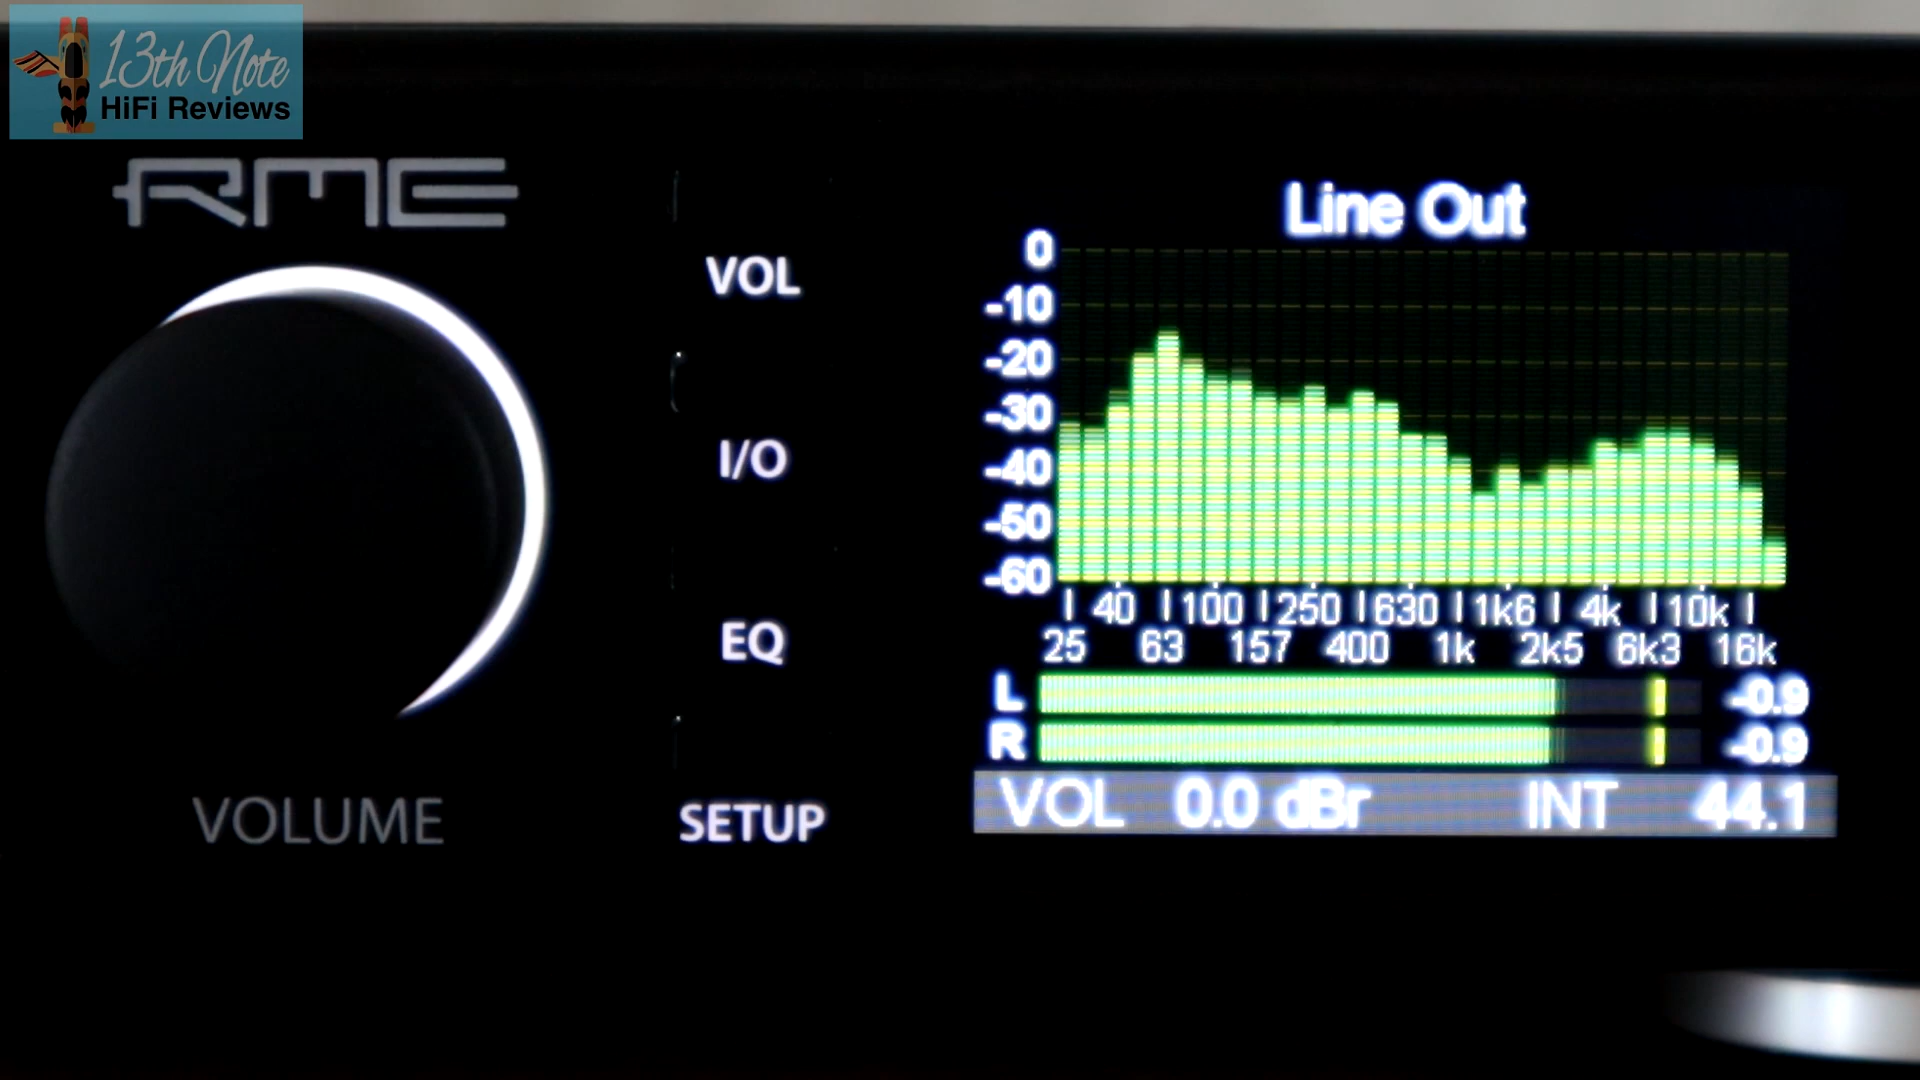 13th Note
HiFi Reviews
RME
VOLUME
VOL
I/O
EQ
SETUP
Line Out
0
-10
-20
-30
-40
-50
-60
40 100 250 630 1k6 4k 10k
25 63 157 400 1k 2k5 6k3 16k
L -0.9
R -0.9
VOL 0.0 dBr INT 44.1